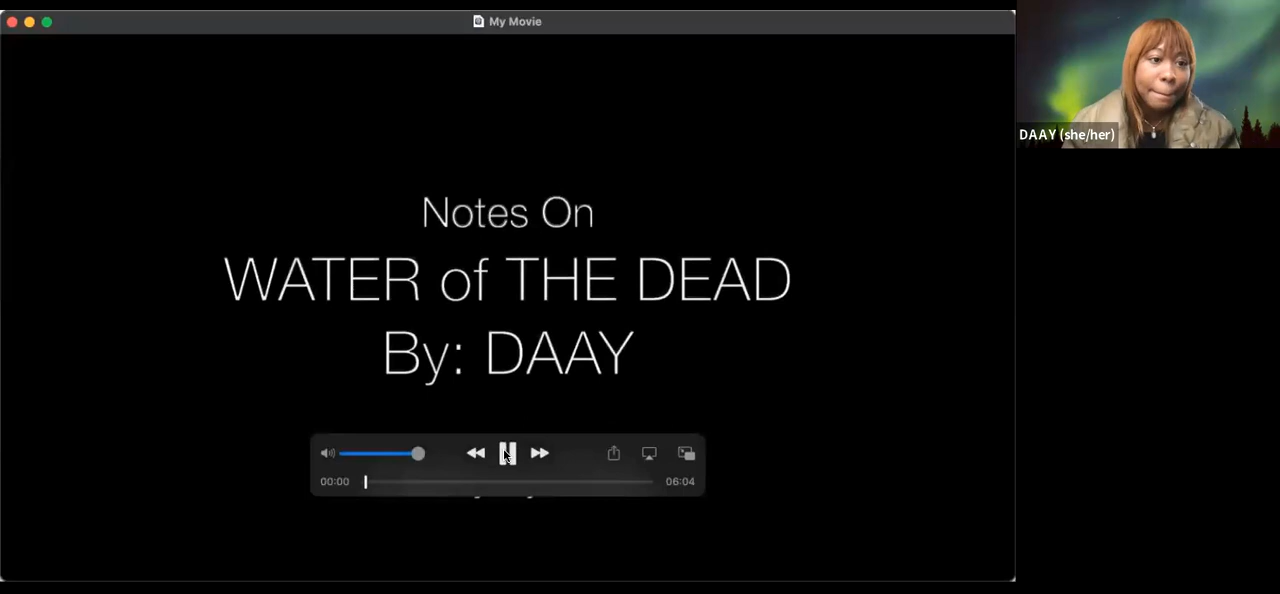 My Movie
DAAY (she/her)
Notes On
WATER of THE DEAD
By: DAAY
00:00
06:04